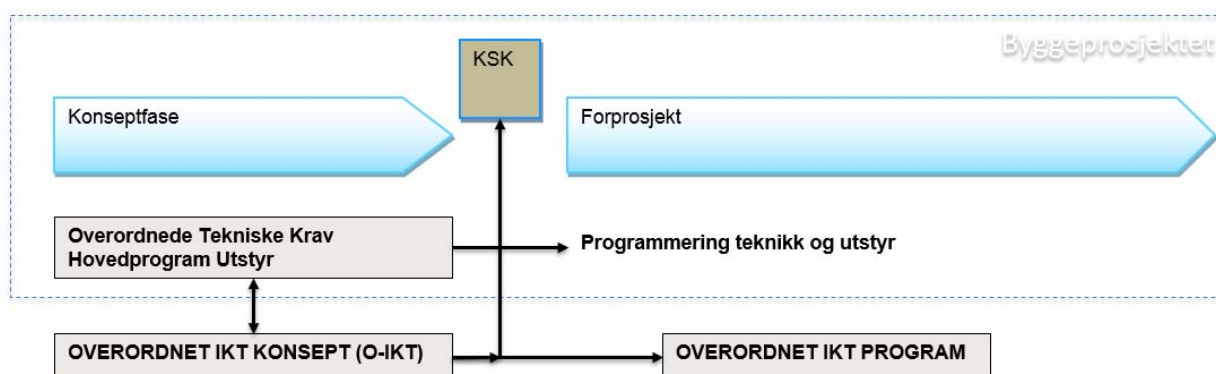 Byggeprosjektet
KSK
Konseptfase
Forprosjekt
Overordnede Tekniske Krav
Hovedprogram Utstyr
Programmering teknikk og utstyr
OVERORDNET IKT KONSEPT (O-IKT)
OVERORDNET IKT PROGRAM